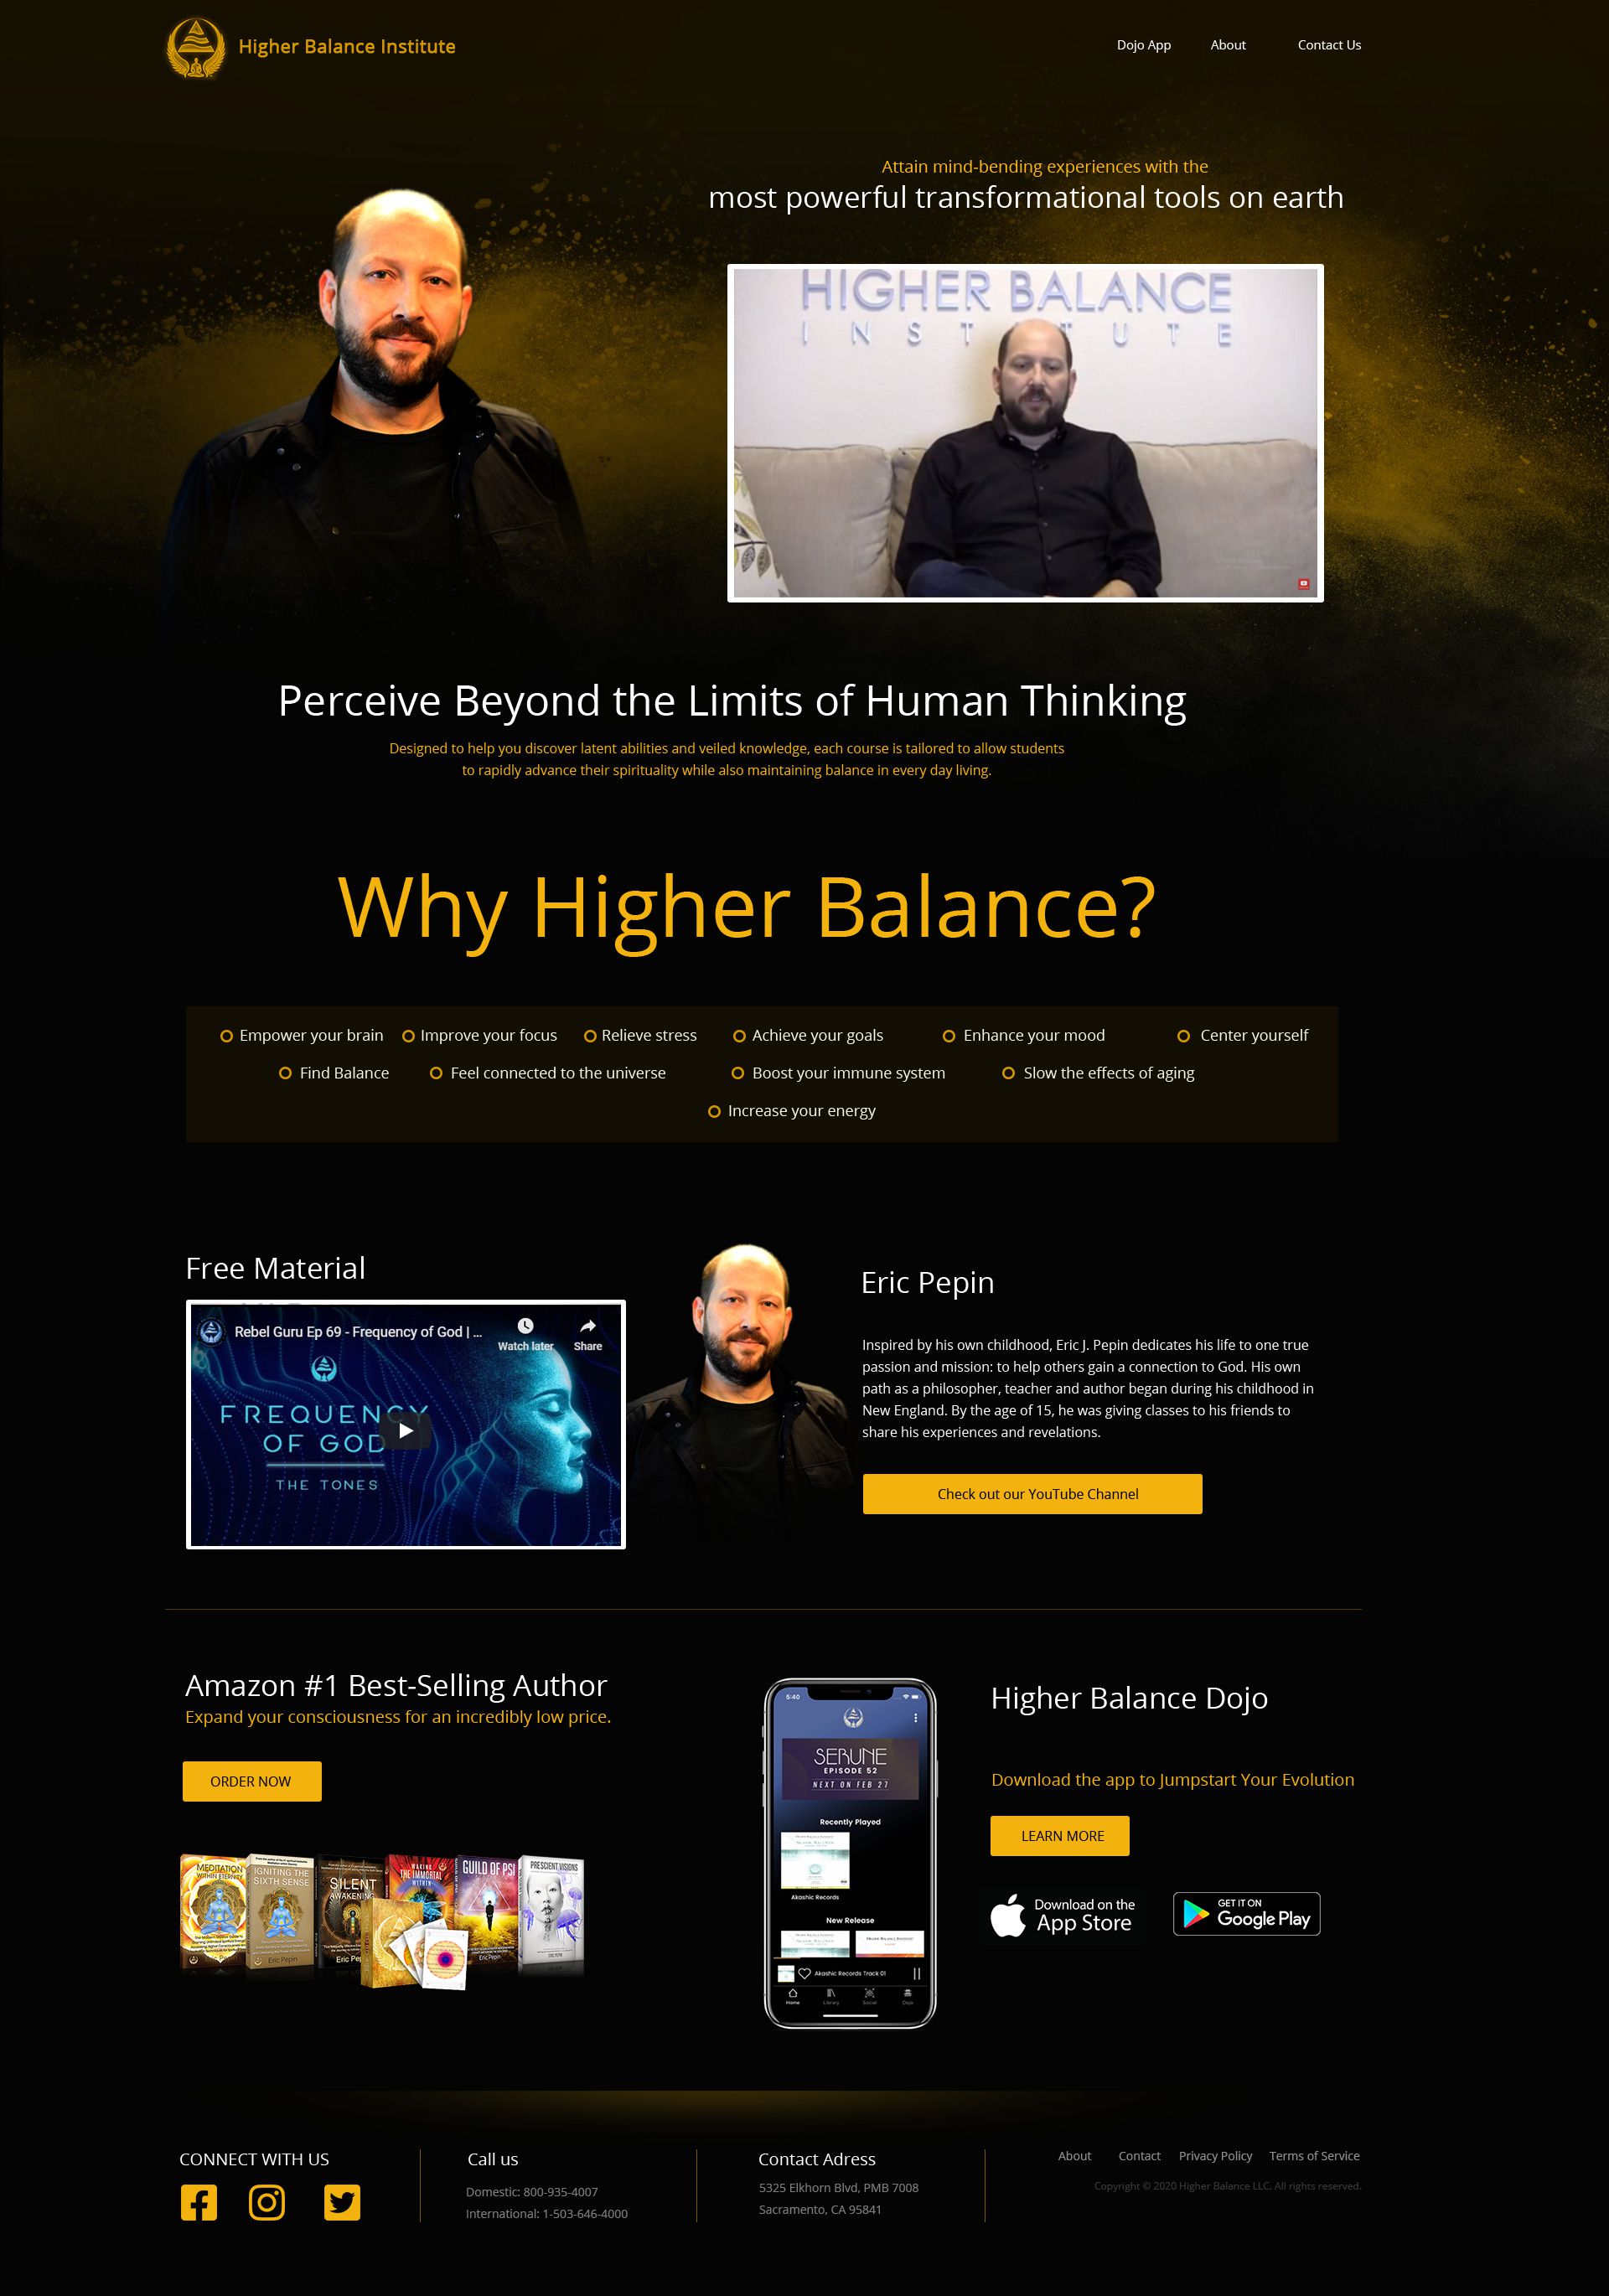 Higher Balance Institute
Dojo App
About
Contact Us
Attain mind-bending experiences with the
most powerful transformational tools on earth
HIGHER BALANCE
Perceive Beyond the Limits of Human Thinking
Designed to help you discover latent abilities and veiled knowledge, each course is tailored to allow students
to rapidly advance their spirituality while also maintaining balance in every day living.
Why Higher Balance?
Empower your brain
Improve your focus
Relieve stress
Achieve your goals
Enhance your mood
Center yourself
Find Balance
Feel connected to the universe
Boost your immune system
Slow the effects of aging
Increase your energy
Free Material
Rebel Guru Ep 69 - Frequency of God | ...
Watch later
Share
FREQUENCY
OF GOD
THE TONES
Eric Pepin
Inspired by his own childhood, Eric J. Pepin dedicates his life to one true
passion and mission: to help others gain a connection to God. His own
path as a philosopher, teacher and author began during his childhood in
New England. By the age of 15, he was giving classes to his friends to
share his experiences and revelations.
Check out our YouTube Channel
Amazon #1 Best-Selling Author
Expand your consciousness for an incredibly low price.
ORDER NOW
MEDITATION
WITHIN ETERNITY
IGNITING THE
SIXTH SENSE
Eric Pepin
SILENT
AWAKENING
WAKING
THE IMMORTAL
WITHIN
GUILD OF PSI
PRESCIENT VISIONS
5:40
SERUNE
EPISODE 52
NEXT ON FEB 27
Recently Played
Akashic Records
New Release
Akashic Records Track 01
Home
Library
Social
Dojo
Higher Balance Dojo
Download the app to Jumpstart Your Evolution
LEARN MORE
Download on the
App Store
GET IT ON
Google Play
CONNECT WITH US
Call us
Domestic: 800-935-4007
International: 1-503-646-4000
Contact Adress
5325 Elkhorn Blvd, PMB 7008
Sacramento, CA 95841
About
Contact
Privacy Policy
Terms of Service
Copyright © 2020 Higher Balance LLC. All rights reserved.